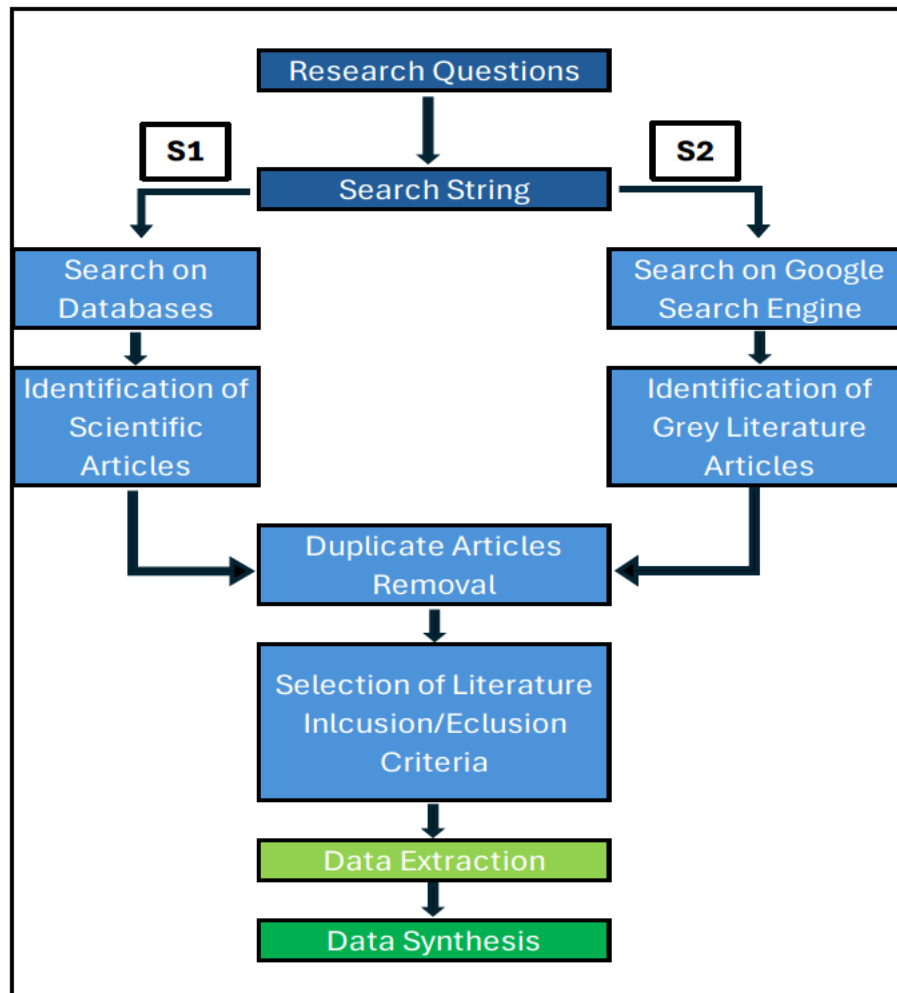 Research Questions
S1
S2
Search String
Search on
Databases
Search on Google
Search Engine
Identification of
Scientific
Articles
Identification of
Grey Literature
Articles
Duplicate Articles
Removal
Selection of Literature
Inlcusion/Eclusion
Criteria
Data Extraction
Data Synthesis